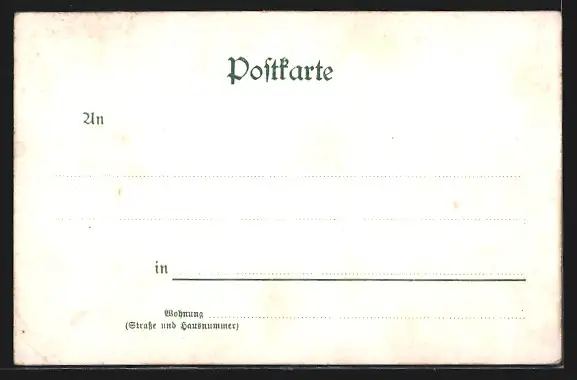 Postkarte
An
in
Wohnung
(Straße und Hausnummer)